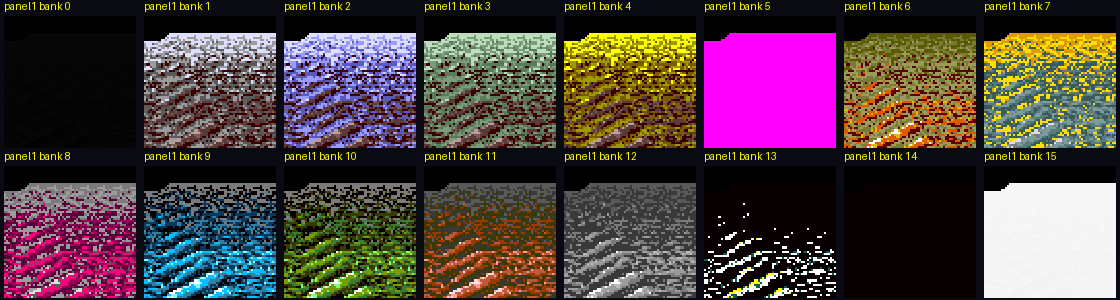 panel1 bank 0
panel1 bank 1
panel1 bank 2
panel1 bank 3
panel1 bank 4
panel1 bank 5
panel1 bank 6
panel1 bank 7
panel1 bank 8
panel1 bank 9
panel1 bank 10
panel1 bank 11
panel1 bank 12
panel1 bank 13
panel1 bank 14
panel1 bank 15